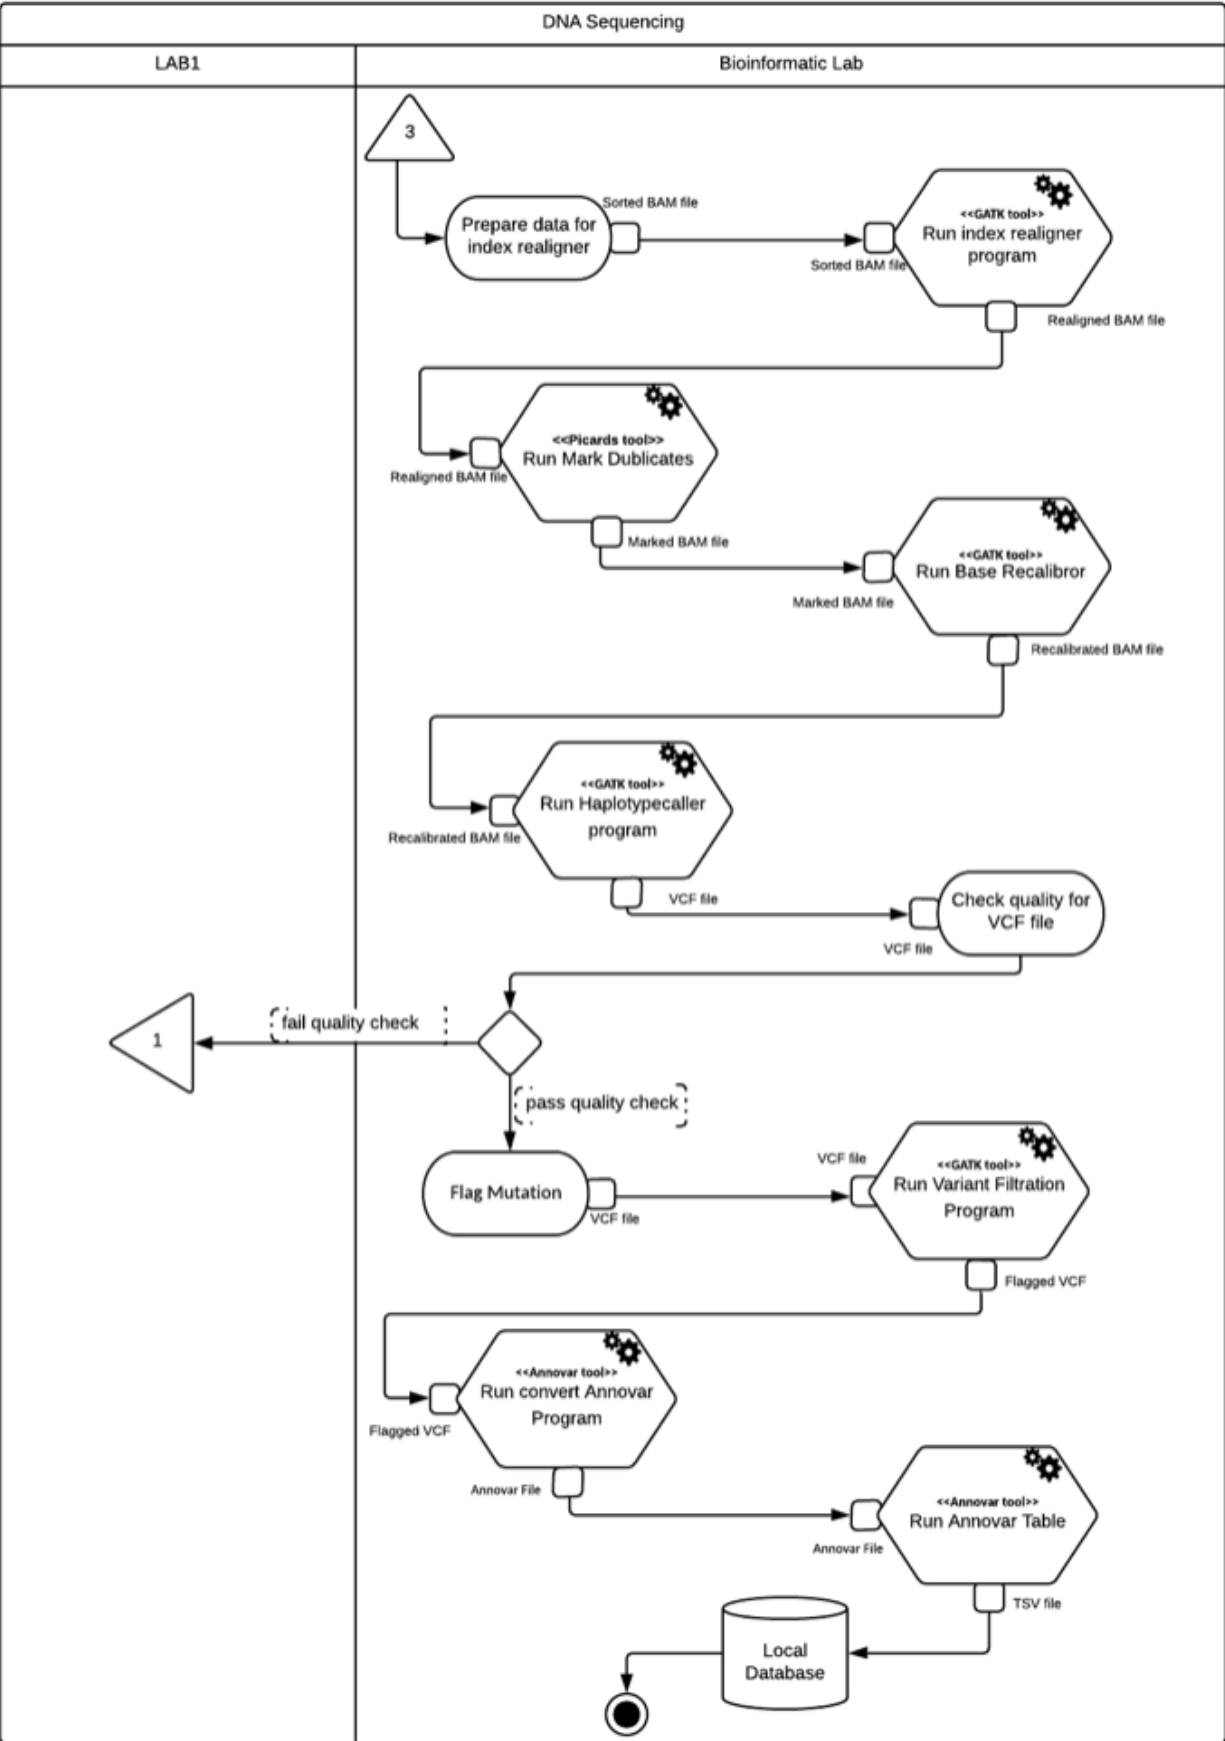 DNA Sequencing
LAB1
Bioinformatic Lab
3
Prepare data for
index realigner
Sorted BAM file
Sorted BAM file
<<GATK tool>>
Run index realigner
program
Realigned BAM file
Realigned BAM file
<<Picards tool>>
Run Mark Dublicates
Marked BAM file
Marked BAM file
<<GATK tool>>
Run Base Recalibror
Recalibrated BAM file
Recalibrated BAM file
<<GATK tool>>
Run Haplotypecaller
program
VCF file
VCF file
Check quality for
VCF file
fail quality check
1
pass quality check
Flag Mutation
VCF file
VCF file
<<GATK tool>>
Run Variant Filtration
Program
Flagged VCF
Flagged VCF
<<Annovar tool>>
Run convert Annovar
Program
Annovar File
Annovar File
<<Annovar tool>>
Run Annovar Table
TSV file
Local
Database